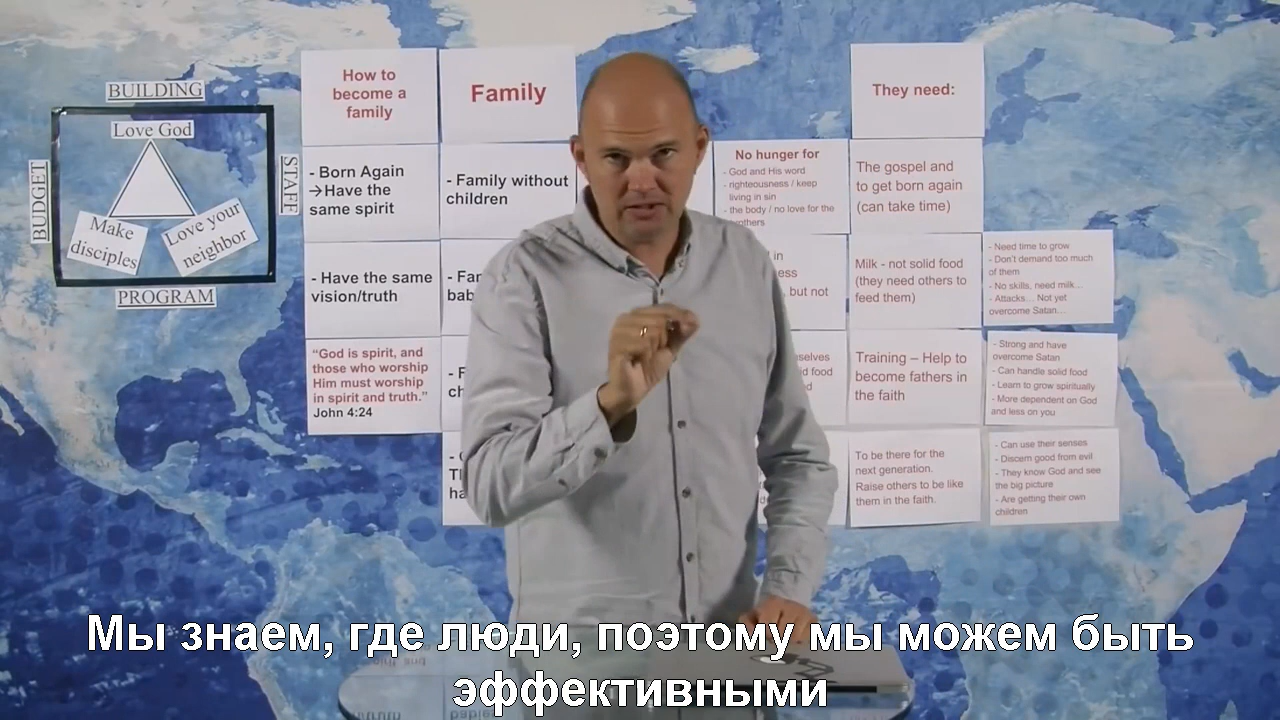 BUILDING
Love God
BUDGET
STAFF
Make
disciples
Love your
neighbor
PROGRAM
How to
become a
family
- Born Again
→Have the
same spirit
- Have the same
vision/truth
“God is spirit, and
those who worship
Him must worship
in spirit and truth.”
John 4:24
Family
- Family without
children
No hunger for
- God and His word
- righteousness / keep
living in sin
- the body / no love for the
in
, but not
They need:
The gospel and
to get born again
(can take time)
Milk - not solid food
(they need others to
feed them)
Training – Help to
become fathers in
the faith
To be there for the
next generation.
Raise others to be like
them in the faith.
- Need time to grow
- Don't demand too much
of them
- No skills, need milk...
- Attacks... Not yet
overcome Satan...
- Strong and have
overcome Satan
- Can handle solid food
- Learn to grow spiritually
- More dependent on God
and less on you
- Can use their senses
- Discern good from evil
- They know God and see
the big picture
- Are getting their own
children
Мы знаем, где люди, поэтому мы можем быть
эффективными